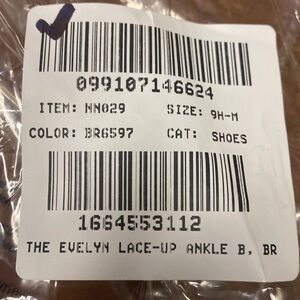 099107146624
ITEM: NN029 SIZE: 9H-M
COLOR: BR6597 CAT: SHOES
1664553112
THE EVELYN LACE-UP ANKLE B, BR